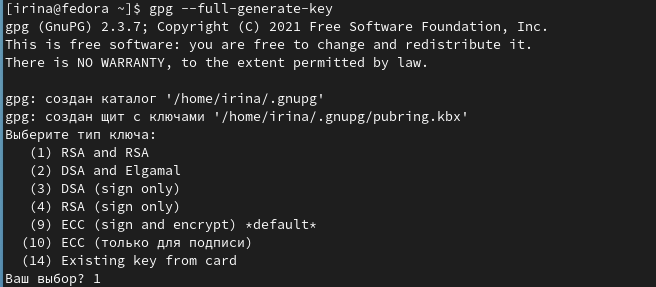 [irina@fedora ~]$ gpg --full-generate-key
gpg (GnuPG) 2.3.7; Copyright (C) 2021 Free Software Foundation, Inc.
This is free software: you are free to change and redistribute it.
There is NO WARRANTY, to the extent permitted by law.
gpg: создан каталог '/home/irina/.gnupg'
gpg: создан щит с ключами '/home/irina/.gnupg/pubring.kbx'
Выберите тип ключа:
(1) RSA and RSA
(2) DSA and Elgamal
(3) DSA (sign only)
(4) RSA (sign only)
(9) ECC (sign and encrypt) *default*
(10) ECC (только для подписи)
(14) Existing key from card
Ваш выбор? 1